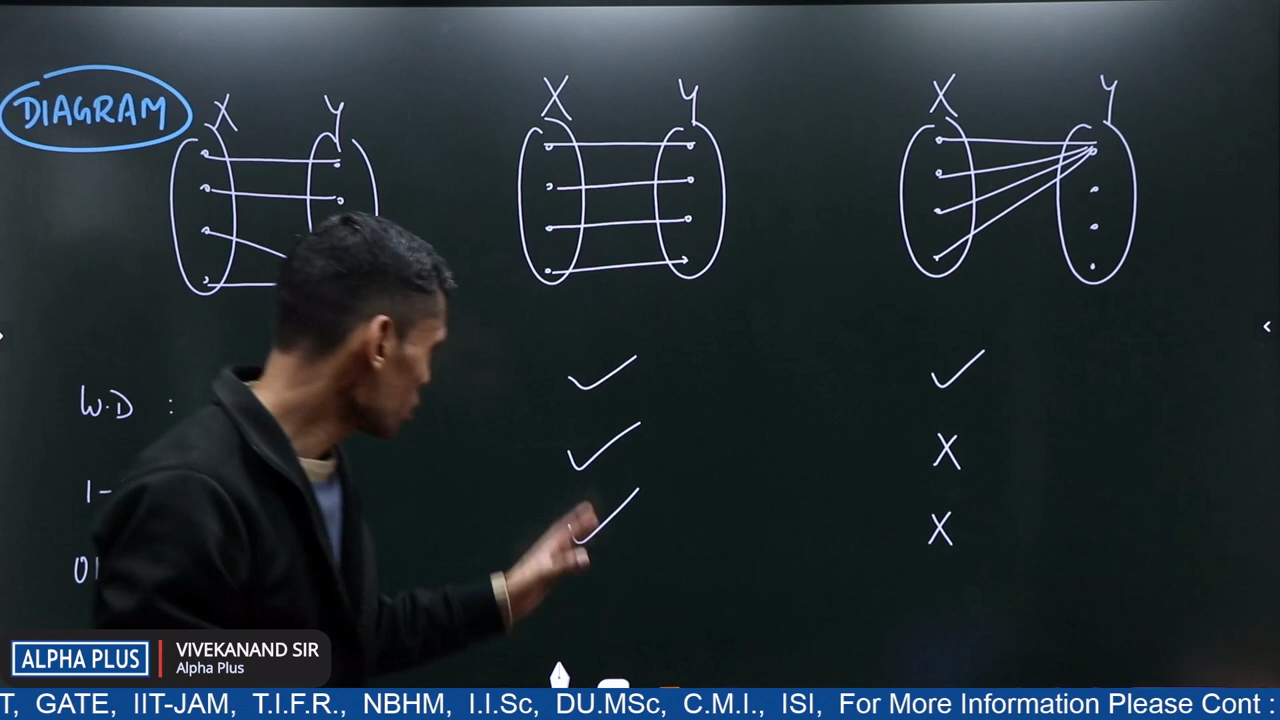 DIAGRAM
X Y
X Y
X Y
W.D :
1-
ALPHA PLUS
VIVEKANAND SIR
Alpha Plus
T, GATE, IIT-JAM, T.I.F.R., NBHM, I.I.Sc, DU.MSc, C.M.I., ISI, For More Information Please Cont :